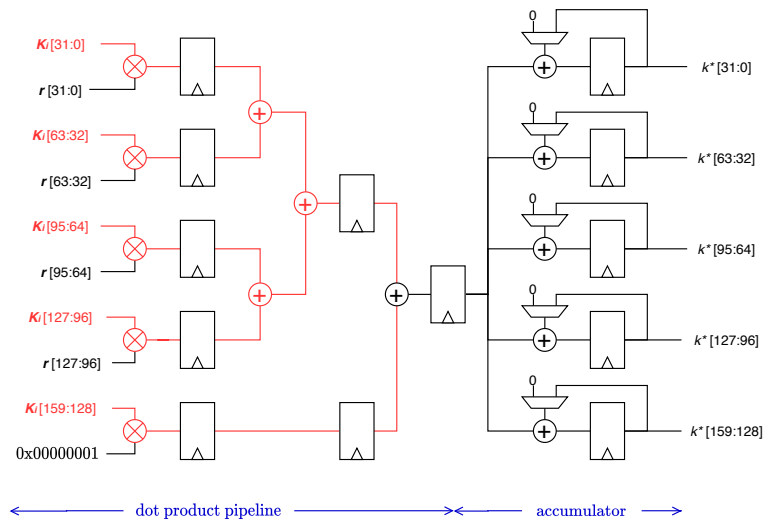 0
Ki [31:0]
k* [31:0]
r [31:0]
0
Ki [63:32]
k* [63:32]
r [63:32]
0
Ki [95:64]
k* [95:64]
r [95:64]
0
Ki [127:96]
k* [127:96]
r [127:96]
0
Ki [159:128]
k* [159:128]
0x00000001
dot product pipeline
accumulator